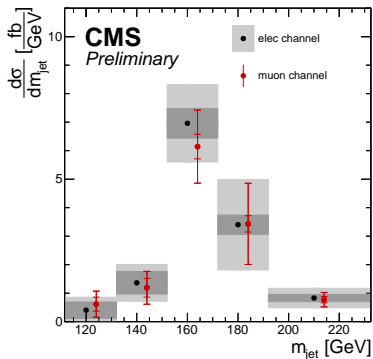 dσ/dm_jet [fb/GeV]
10
5
0
CMS
Preliminary
elec channel
muon channel
120 140 160 180 200 220
m_jet [GeV]